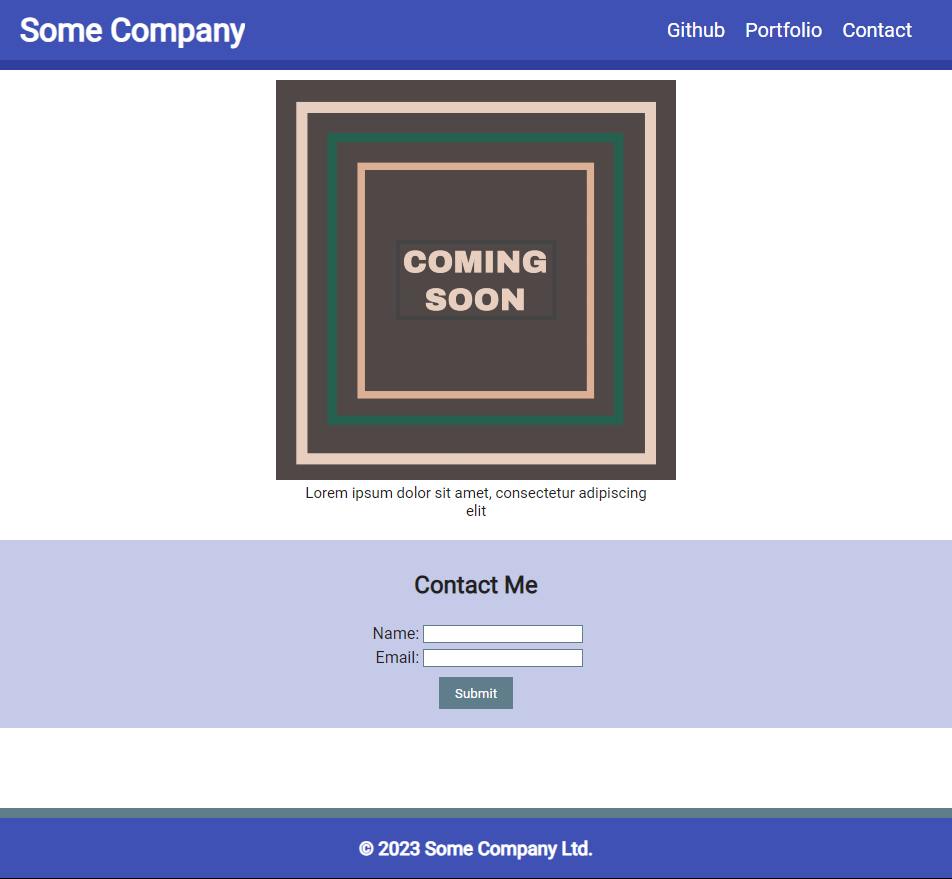 Some Company
Github Portfolio Contact
COMING
SOON
Lorem ipsum dolor sit amet, consectetur adipiscing
elit
Contact Me
Name:
Email:
Submit
© 2023 Some Company Ltd.